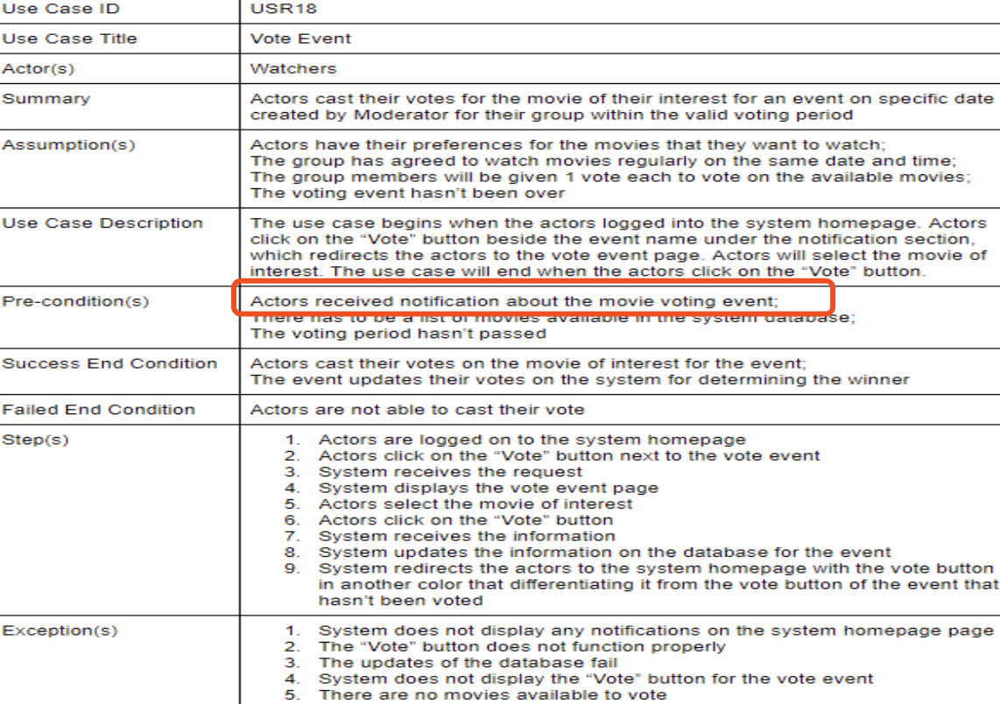 Use Case ID
USR18
Use Case Title
Vote Event
Actor(s)
Watchers
Summary
Actors cast their votes for the movie of their interest for an event on specific date
created by Moderator for their group within the valid voting period
Assumption(s)
Actors have their preferences for the movies that they want to watch;
The group has agreed to watch movies regularly on the same date and time;
The group members will be given 1 vote each to vote on the available movies;
The voting event hasn't been over
Use Case Description
The use case begins when the actors logged into the system homepage. Actors
click on the “Vote” button beside the event name under the notification section,
which redirects the actors to the vote event page. Actors will select the movie of
interest. The use case will end when the actors click on the “Vote” button.
Pre-condition(s)
Actors received notification about the movie voting event;
There has to be a list of movies available in the system database;
The voting period hasn't passed
Success End Condition
Actors cast their votes on the movie of interest for the event;
The event updates their votes on the system for determining the winner
Failed End Condition
Actors are not able to cast their vote
Step(s)
1. Actors are logged on to the system homepage
2. Actors click on the “Vote” button next to the vote event
3. System receives the request
4. System displays the vote event page
5. Actors select the movie of interest
6. Actors click on the “Vote” button
7. System receives the information
8. System updates the information on the database for the event
9. System redirects the actors to the system homepage with the vote button
in another color that differentiating it from the vote button of the event that
hasn't been voted
Exception(s)
1. System does not display any notifications on the system homepage page
2. The “Vote” button does not function properly
3. The updates of the database fail
4. System does not display the “Vote” button for the vote event
5. There are no movies available to vote